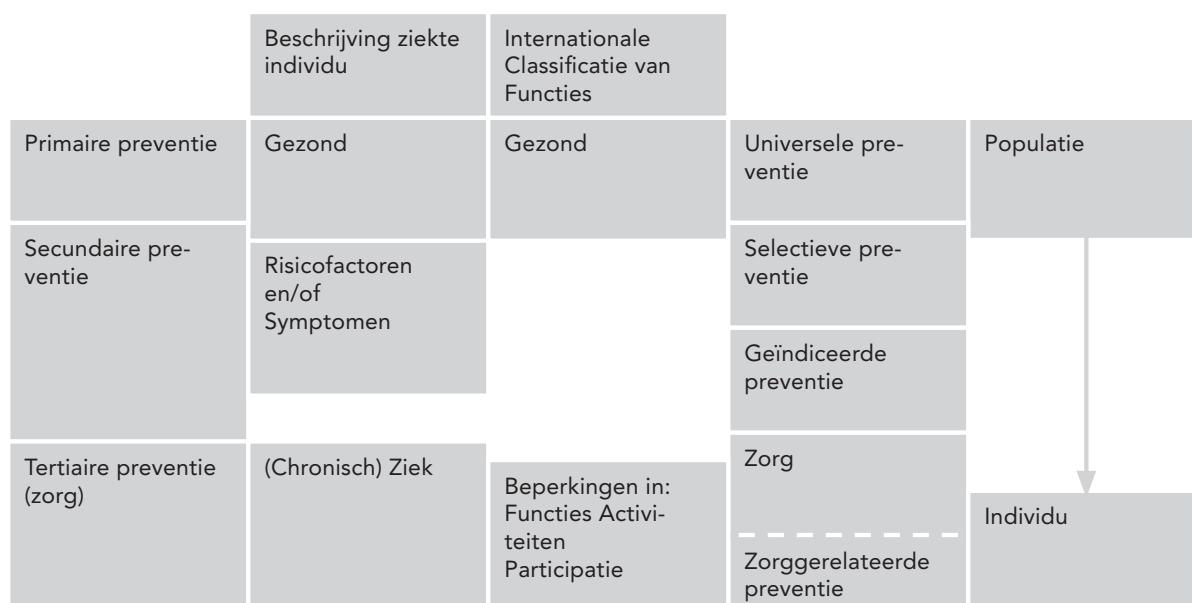 Beschrijving ziekte
individu
Internationale
Classificatie van
Functies
Primaire preventie
Gezond
Gezond
Universele pre-
ventie
Populatie
Secundaire pre-
ventie
Risicofactoren
en/of
Symptomen
Selectieve pre-
ventie
Geïndiceerde
preventie
Tertiaire preventie
(zorg)
(Chronisch) Ziek
Beperkingen in:
Functies Activi-
teiten
Participatie
Zorg
Zorggerelateerde
preventie
Individu